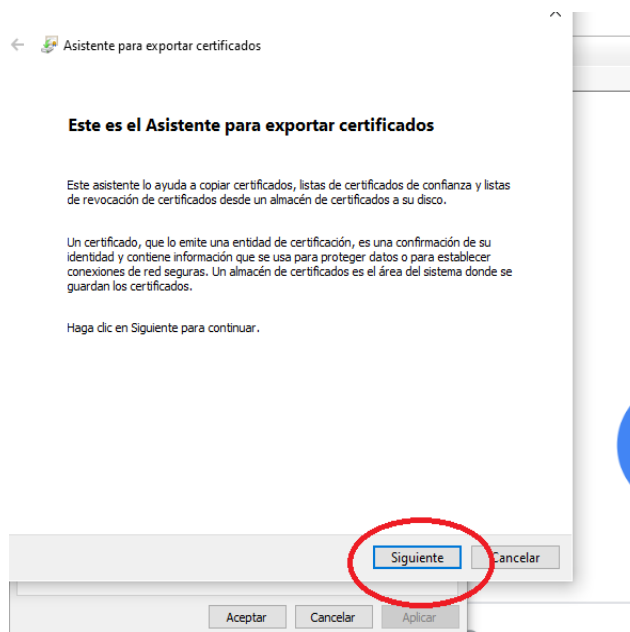 Asistente para exportar certificados
Este es el Asistente para exportar certificados
Este asistente lo ayuda a copiar certificados, listas de certificados de confianza y listas
de revocación de certificados desde un almacén de certificados a su disco.
Un certificado, que lo emite una entidad de certificación, es una confirmación de su
identidad y contiene información que se usa para proteger datos o para establecer
conexiones de red seguras. Un almacén de certificados es el área del sistema donde se
guardan los certificados.
Haga clic en Siguiente para continuar.
Siguiente Cancelar
Aceptar Cancelar Aplicar